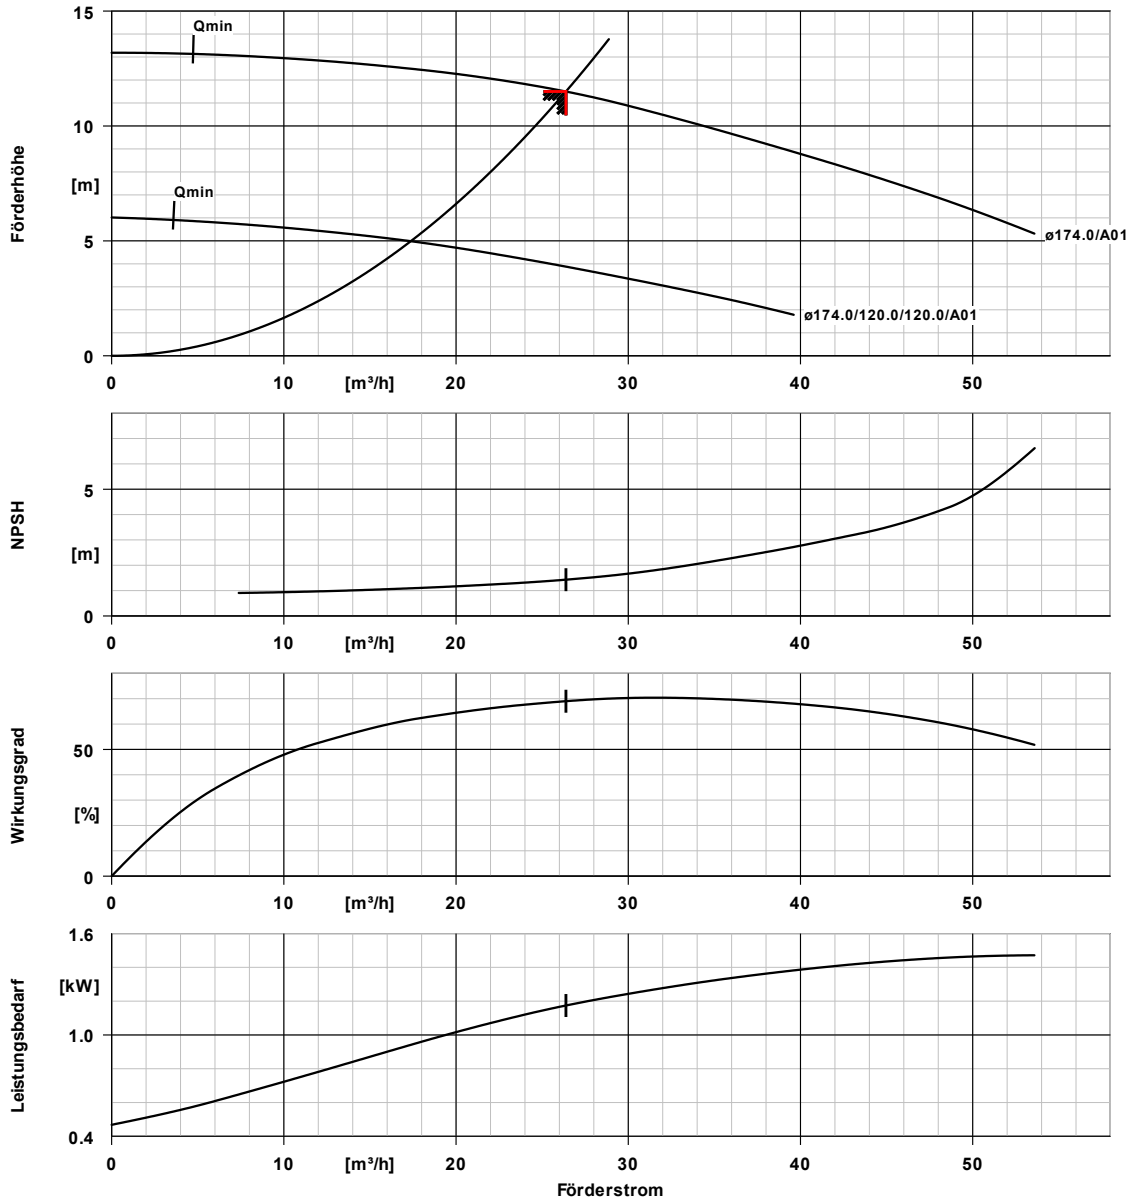 15
Qmin
10
Förderhöhe
[m]
Qmin
5
ø174.0/A01
ø174.0/120.0/120.0/A01
0
0 10 [m³/h] 20 30 40 50
5
NPSH
[m]
0
0 10 [m³/h] 20 30 40 50
50
Wirkungsgrad
[%]
0
0 10 [m³/h] 20 30 40 50
1.6
[kW]
1.0
Leistungsbedarf
0.4
0 10 [m³/h] 20 30 40 50
Förderstrom